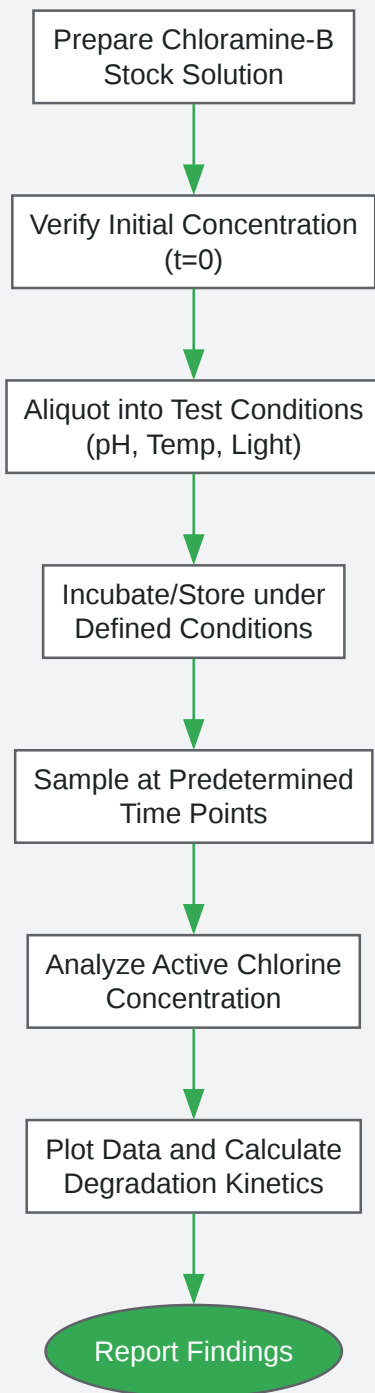 Prepare Chloramine-B
Stock Solution
Verify Initial Concentration
(t=0)
Aliquot into Test Conditions
(pH, Temp, Light)
Incubate/Store under
Defined Conditions
Sample at Predetermined
Time Points
Analyze Active Chlorine
Concentration
Plot Data and Calculate
Degradation Kinetics
Report Findings